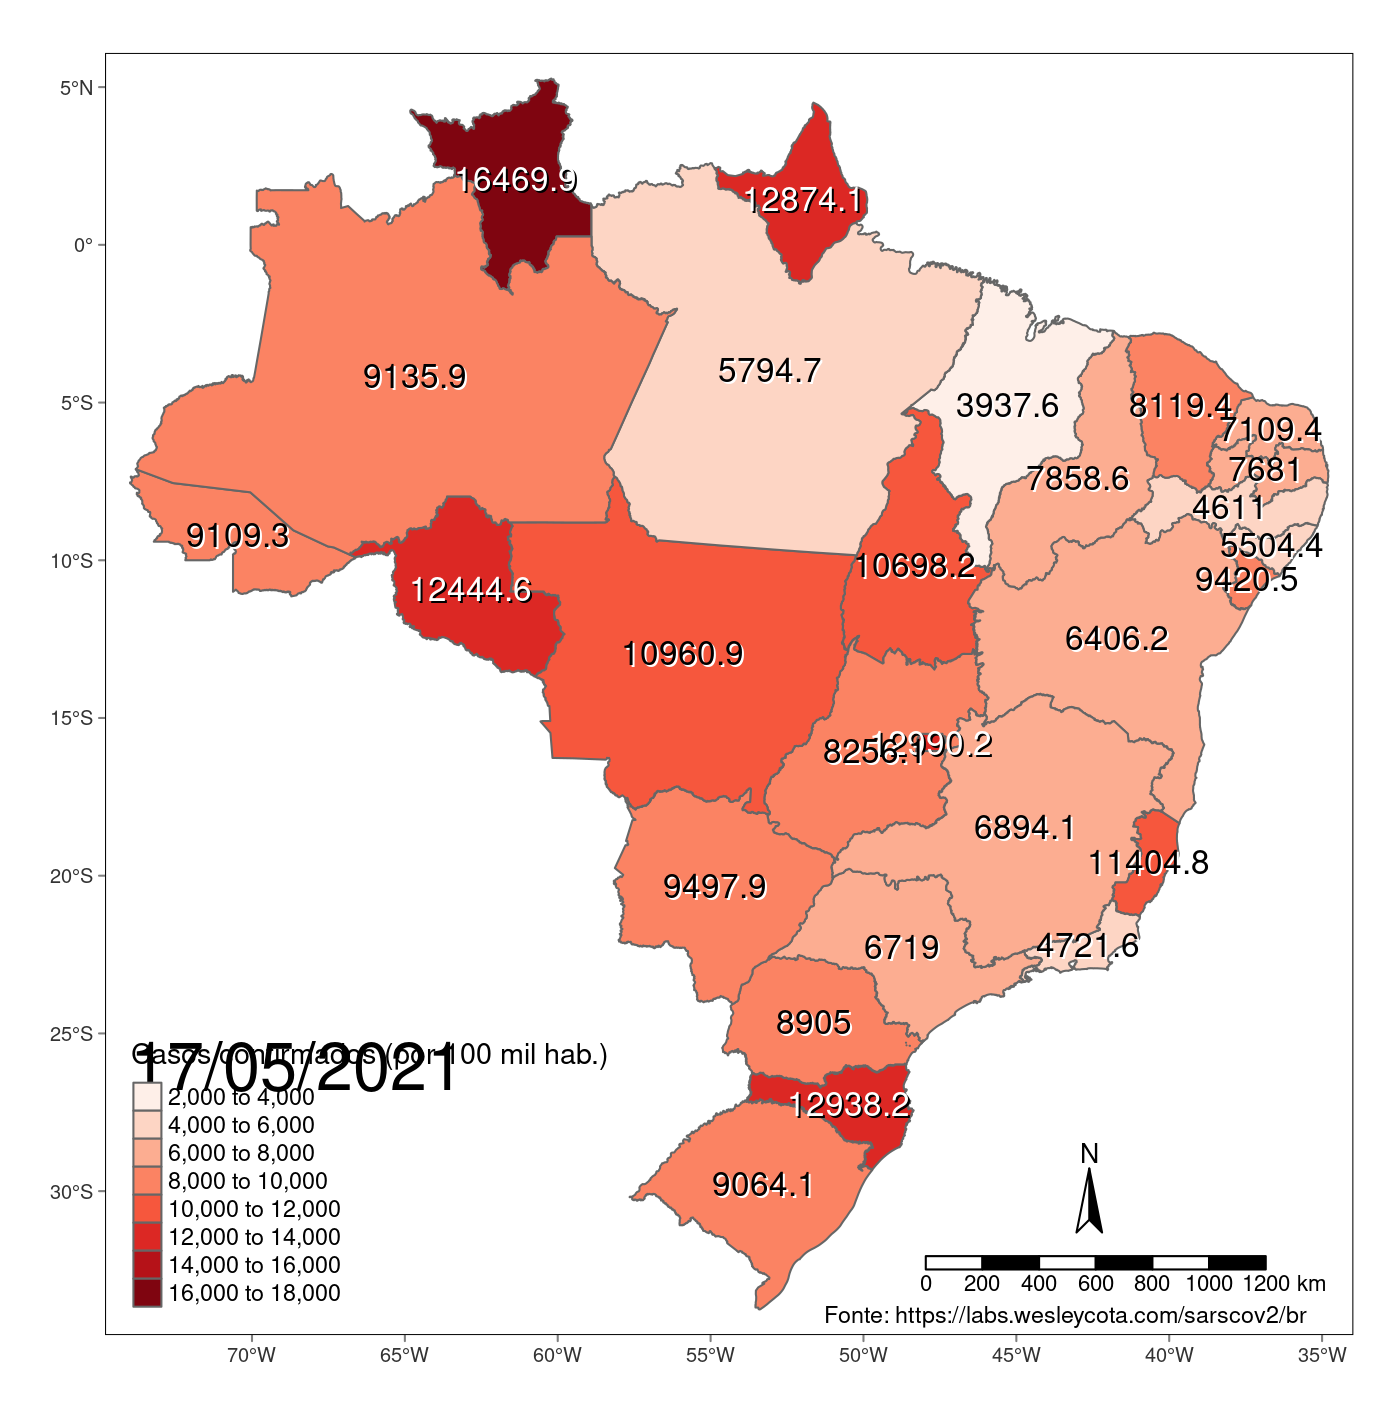 5°N
0°
5°S
10°S
15°S
20°S
25°S
30°S
16469.9
12874.1
9135.9
5794.7
3937.6
8119.4
7109.4
7858.6
7681
4611
9109.3
5504.4
10698.2
9420.5
12444.6
6406.2
10960.9
12990.2
8256.1
6894.1
11404.8
9497.9
6719
4721.6
8905
12938.2
9064.1
17/05/2021
Casos confirmados (por 100 mil hab.)
2,000 to 4,000
4,000 to 6,000
6,000 to 8,000
8,000 to 10,000
10,000 to 12,000
12,000 to 14,000
14,000 to 16,000
16,000 to 18,000
N
0 200 400 600 800 1000 1200 km
Fonte: https://labs.wesleycota.com/sarscov2/br
70°W 65°W 60°W 55°W 50°W 45°W 40°W 35°W